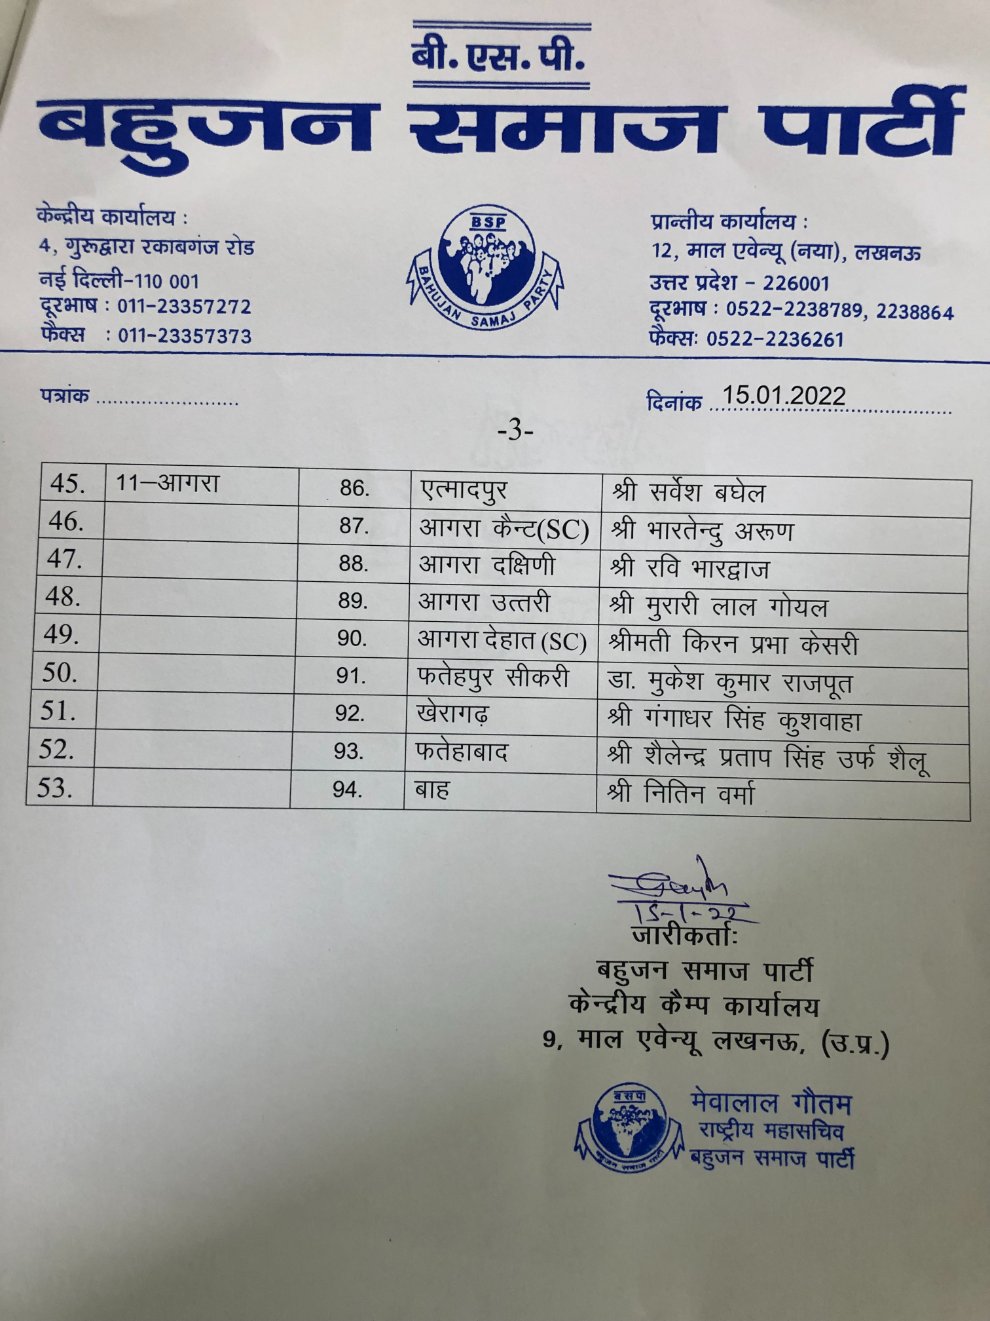 बी. एस. पी.
बहुजन समाज पार्टी
केन्द्रीय कार्यालय :
4, गुरूद्वारा रकाबगंज रोड
नई दिल्ली-110 001
दूरभाष : 011-23357272
फैक्स : 011-23357373
BSP
BAHUJAN SAMAJ PARTY
प्रान्तीय कार्यालय :
12, माल एवेन्यू (नया), लखनऊ
उत्तर प्रदेश - 226001
दूरभाष : 0522-2238789, 2238864
फैक्सः 0522-2236261
पत्रांक .........................
दिनांक 15.01.2022
-3-
45. 11–आगरा 86. एत्मादपुर श्री सर्वेश बघेल
46. 87. आगरा कैन्ट(SC) श्री भारतेन्दु अरूण
47. 88. आगरा दक्षिणी श्री रवि भारद्वाज
48. 89. आगरा उत्तरी श्री मुरारी लाल गोयल
49. 90. आगरा देहात (SC) श्रीमती किरन प्रभा केसरी
50. 91. फतेहपुर सीकरी डा. मुकेश कुमार राजपूत
51. 92. खेरागढ़ श्री गंगाधर सिंह कुशवाहा
52. 93. फतेहाबाद श्री शैलेन्द्र प्रताप सिंह उर्फ शैलू
53. 94. बाह श्री नितिन वर्मा
15-1-22
जारीकर्ताः
बहुजन समाज पार्टी
केन्द्रीय कैम्प कार्यालय
9, माल एवेन्यू लखनऊ, (उ.प्र.)
ब स पा
बहुजन समाज पार्टी
मेवालाल गौतम
राष्ट्रीय महासचिव
बहुजन समाज पार्टी